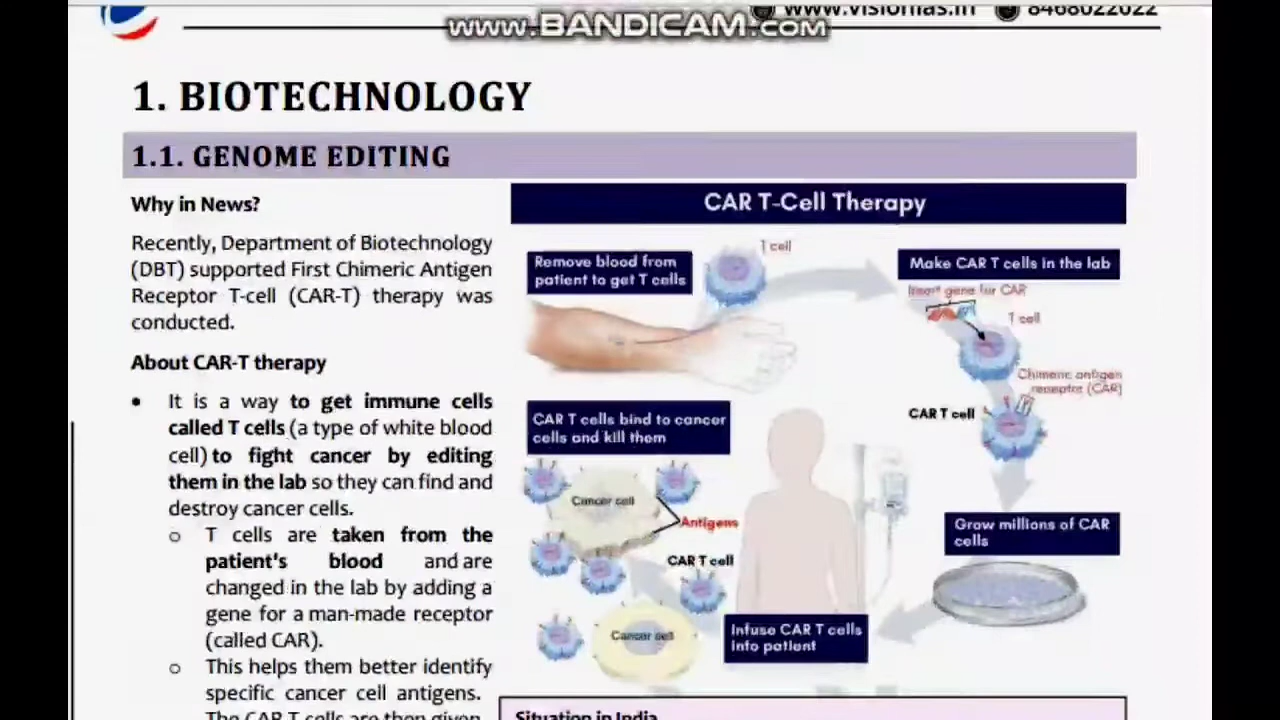 www.visionias.in 8468022022
www.BANDICAM.com
1. BIOTECHNOLOGY
1.1. GENOME EDITING
Why in News?
Recently, Department of Biotechnology
(DBT) supported First Chimeric Antigen
Receptor T-cell (CAR-T) therapy was
conducted.
About CAR-T therapy
• It is a way to get immune cells
called T cells (a type of white blood
cell) to fight cancer by editing
them in the lab so they can find and
destroy cancer cells.
o T cells are taken from the
patient's blood and are
changed in the lab by adding a
gene for a man-made receptor
(called CAR).
o This helps them better identify
specific cancer cell antigens.
The CAR T cells are then given
CAR T-Cell Therapy
Remove blood from
patient to get T cells
T cell
Make CAR T cells in the lab
Insert gene for CAR
T cell
Chimeric antigen
receptor (CAR)
CAR T cell
CAR T cells bind to cancer
cells and kill them
Cancer cell
Antigens
CAR T cell
Grow millions of CAR
cells
Cancer cell
Infuse CAR T cells
into patient
Situation in India